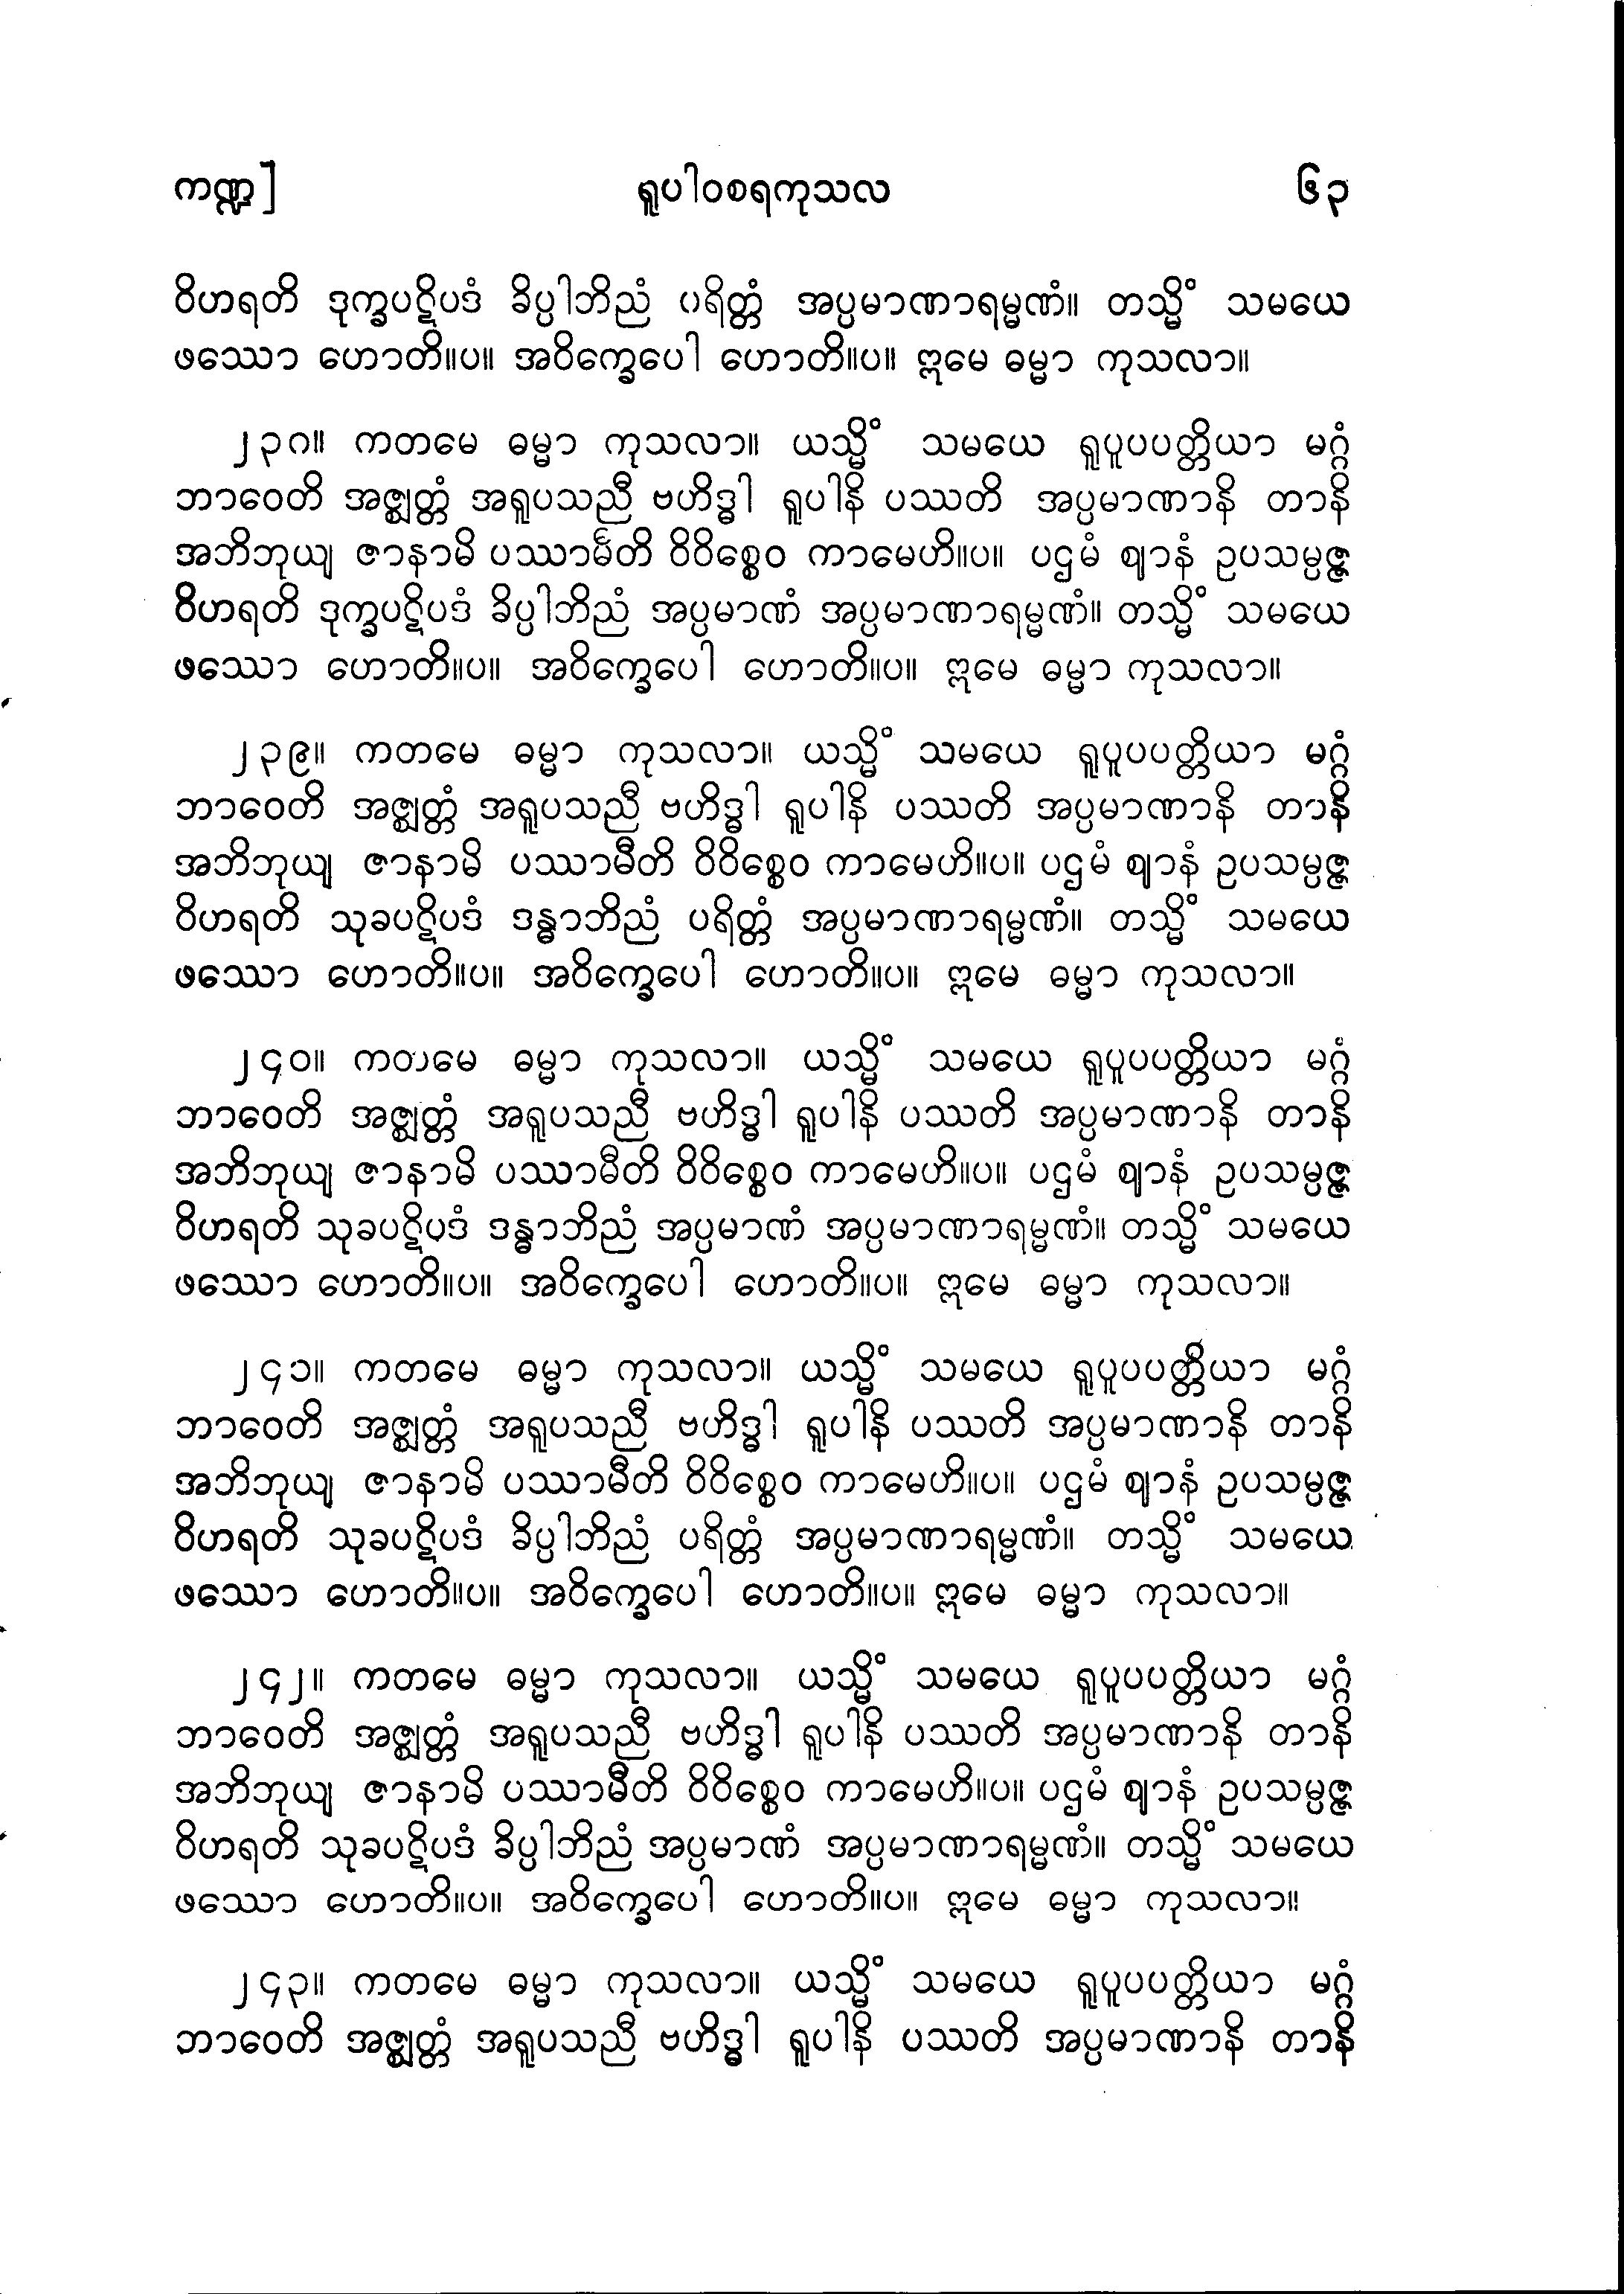 ကဏ္ဍ] ရူပါဝစရကုသလ ၆၃
ဝိဟရတိ ဒုက္ခပဋိပဒံ ခိပ္ပါဘိညံ ပရိတ္တံ အပ္ပမာဏာရမ္မဏံ။ တသ္မိံ သမယေ
ဖဿော ဟောတိ။ပ။ အဝိက္ခေပေါ ဟောတိ။ပ။ ဣမေ ဓမ္မာ ကုသလာ။
၂၃၈။ ကတမေ ဓမ္မာ ကုသလာ။ ယသ္မိံ သမယေ ရူပူပပတ္တိယာ မဂ္ဂံ
ဘာဝေတိ အဇ္ဈတ္တံ အရူပသညီ ဗဟိဒ္ဓါ ရူပါနိ ပဿတိ အပ္ပမာဏာနိ တာနိ
အဘိဘုယျ ဇာနာမိ ပဿာမီတိ ဝိဝိစ္စေဝ ကာမေဟိ။ပ။ ပဌမံ ဈာနံ ဥပသမ္ပဇ္ဇ
ဝိဟရတိ ဒုက္ခပဋိပဒံ ခိပ္ပါဘိညံ အပ္ပမာဏံ အပ္ပမာဏာရမ္မဏံ။ တသ္မိံ သမယေ
ဖဿော ဟောတိ။ပ။ အဝိက္ခေပေါ ဟောတိ။ပ။ ဣမေ ဓမ္မာ ကုသလာ။
၂၃၉။ ကတမေ ဓမ္မာ ကုသလာ။ ယသ္မိံ သမယေ ရူပူပပတ္တိယာ မဂ္ဂံ
ဘာဝေတိ အဇ္ဈတ္တံ အရူပသညီ ဗဟိဒ္ဓါ ရူပါနိ ပဿတိ အပ္ပမာဏာနိ တာနိ
အဘိဘုယျ ဇာနာမိ ပဿာမီတိ ဝိဝိစ္စေဝ ကာမေဟိ။ပ။ ပဌမံ ဈာနံ ဥပသမ္ပဇ္ဇ
ဝိဟရတိ သုခပဋိပဒံ ဒန္ဓာဘိညံ ပရိတ္တံ အပ္ပမာဏာရမ္မဏံ။ တသ္မိံ သမယေ
ဖဿော ဟောတိ။ပ။ အဝိက္ခေပေါ ဟောတိ။ပ။ ဣမေ ဓမ္မာ ကုသလာ။
၂၄၀။ ကတမေ ဓမ္မာ ကုသလာ။ ယသ္မိံ သမယေ ရူပူပပတ္တိယာ မဂ္ဂံ
ဘာဝေတိ အဇ္ဈတ္တံ အရူပသညီ ဗဟိဒ္ဓါ ရူပါနိ ပဿတိ အပ္ပမာဏာနိ တာနိ
အဘိဘုယျ ဇာနာမိ ပဿာမီတိ ဝိဝိစ္စေဝ ကာမေဟိ။ပ။ ပဌမံ ဈာနံ ဥပသမ္ပဇ္ဇ
ဝိဟရတိ သုခပဋိပဒံ ဒန္ဓာဘိညံ အပ္ပမာဏံ အပ္ပမာဏာရမ္မဏံ။ တသ္မိံ သမယေ
ဖဿော ဟောတိ။ပ။ အဝိက္ခေပေါ ဟောတိ။ပ။ ဣမေ ဓမ္မာ ကုသလာ။
၂၄၁။ ကတမေ ဓမ္မာ ကုသလာ။ ယသ္မိံ သမယေ ရူပူပပတ္တိယာ မဂ္ဂံ
ဘာဝေတိ အဇ္ဈတ္တံ အရူပသညီ ဗဟိဒ္ဓါ ရူပါနိ ပဿတိ အပ္ပမာဏာနိ တာနိ
အဘိဘုယျ ဇာနာမိ ပဿာမီတိ ဝိဝိစ္စေဝ ကာမေဟိ။ပ။ ပဌမံ ဈာနံ ဥပသမ္ပဇ္ဇ
ဝိဟရတိ သုခပဋိပဒံ ခိပ္ပါဘိညံ ပရိတ္တံ အပ္ပမာဏာရမ္မဏံ။ တသ္မိံ သမယေ
ဖဿော ဟောတိ။ပ။ အဝိက္ခေပေါ ဟောတိ။ပ။ ဣမေ ဓမ္မာ ကုသလာ။
၂၄၂။ ကတမေ ဓမ္မာ ကုသလာ။ ယသ္မိံ သမယေ ရူပူပပတ္တိယာ မဂ္ဂံ
ဘာဝေတိ အဇ္ဈတ္တံ အရူပသညီ ဗဟိဒ္ဓါ ရူပါနိ ပဿတိ အပ္ပမာဏာနိ တာနိ
အဘိဘုယျ ဇာနာမိ ပဿာမီတိ ဝိဝိစ္စေဝ ကာမေဟိ။ပ။ ပဌမံ ဈာနံ ဥပသမ္ပဇ္ဇ
ဝိဟရတိ သုခပဋိပဒံ ခိပ္ပါဘိညံ အပ္ပမာဏံ အပ္ပမာဏာရမ္မဏံ။ တသ္မိံ သမယေ
ဖဿော ဟောတိ။ပ။ အဝိက္ခေပေါ ဟောတိ။ပ။ ဣမေ ဓမ္မာ ကုသလာ။
၂၄၃။ ကတမေ ဓမ္မာ ကုသလာ။ ယသ္မိံ သမယေ ရူပူပပတ္တိယာ မဂ္ဂံ
ဘာဝေတိ အဇ္ဈတ္တံ အရူပသညီ ဗဟိဒ္ဓါ ရူပါနိ ပဿတိ အပ္ပမာဏာနိ တာနိ